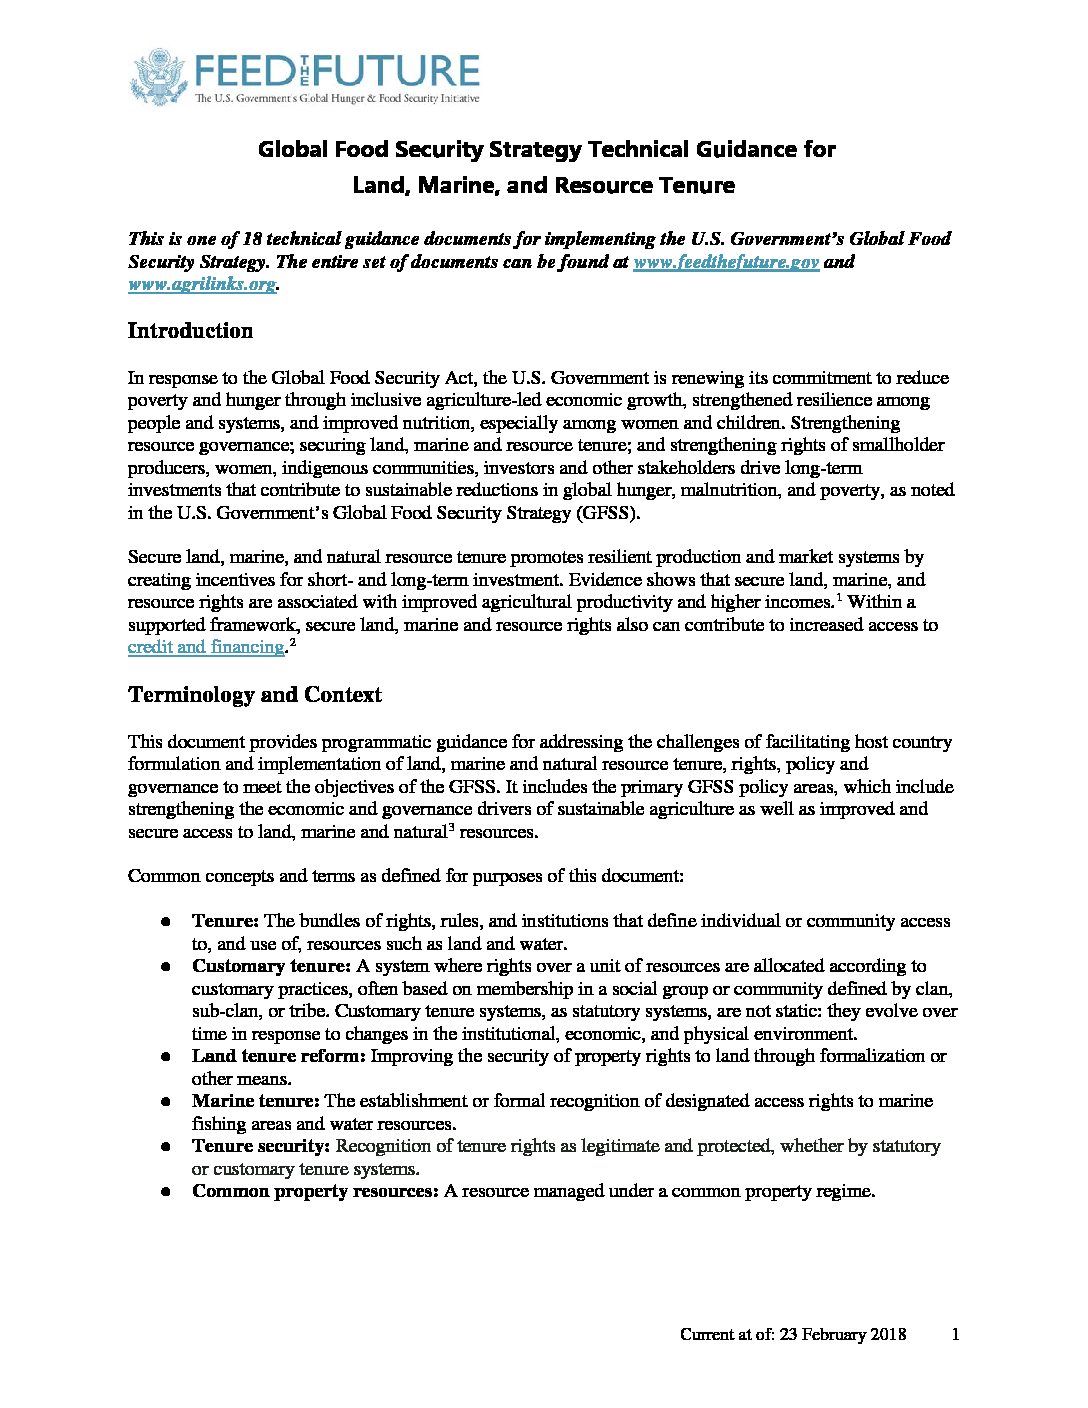 FEED THE FUTURE
The U.S. Government's Global Hunger & Food Security Initiative
Global Food Security Strategy Technical Guidance for
Land, Marine, and Resource Tenure
This is one of 18 technical guidance documents for implementing the U.S. Government’s Global Food
Security Strategy. The entire set of documents can be found at www.feedthefuture.gov and
www.agrilinks.org.
Introduction
In response to the Global Food Security Act, the U.S. Government is renewing its commitment to reduce
poverty and hunger through inclusive agriculture-led economic growth, strengthened resilience among
people and systems, and improved nutrition, especially among women and children. Strengthening
resource governance; securing land, marine and resource tenure; and strengthening rights of smallholder
producers, women, indigenous communities, investors and other stakeholders drive long-term
investments that contribute to sustainable reductions in global hunger, malnutrition, and poverty, as noted
in the U.S. Government’s Global Food Security Strategy (GFSS).
Secure land, marine, and natural resource tenure promotes resilient production and market systems by
creating incentives for short- and long-term investment. Evidence shows that secure land, marine, and
resource rights are associated with improved agricultural productivity and higher incomes.¹ Within a
supported framework, secure land, marine and resource rights also can contribute to increased access to
credit and financing.²
Terminology and Context
This document provides programmatic guidance for addressing the challenges of facilitating host country
formulation and implementation of land, marine and natural resource tenure, rights, policy and
governance to meet the objectives of the GFSS. It includes the primary GFSS policy areas, which include
strengthening the economic and governance drivers of sustainable agriculture as well as improved and
secure access to land, marine and natural³ resources.
Common concepts and terms as defined for purposes of this document:
● Tenure: The bundles of rights, rules, and institutions that define individual or community access
to, and use of, resources such as land and water.
● Customary tenure: A system where rights over a unit of resources are allocated according to
customary practices, often based on membership in a social group or community defined by clan,
sub-clan, or tribe. Customary tenure systems, as statutory systems, are not static: they evolve over
time in response to changes in the institutional, economic, and physical environment.
● Land tenure reform: Improving the security of property rights to land through formalization or
other means.
● Marine tenure: The establishment or formal recognition of designated access rights to marine
fishing areas and water resources.
● Tenure security: Recognition of tenure rights as legitimate and protected, whether by statutory
or customary tenure systems.
● Common property resources: A resource managed under a common property regime.
Current at of: 23 February 2018 1